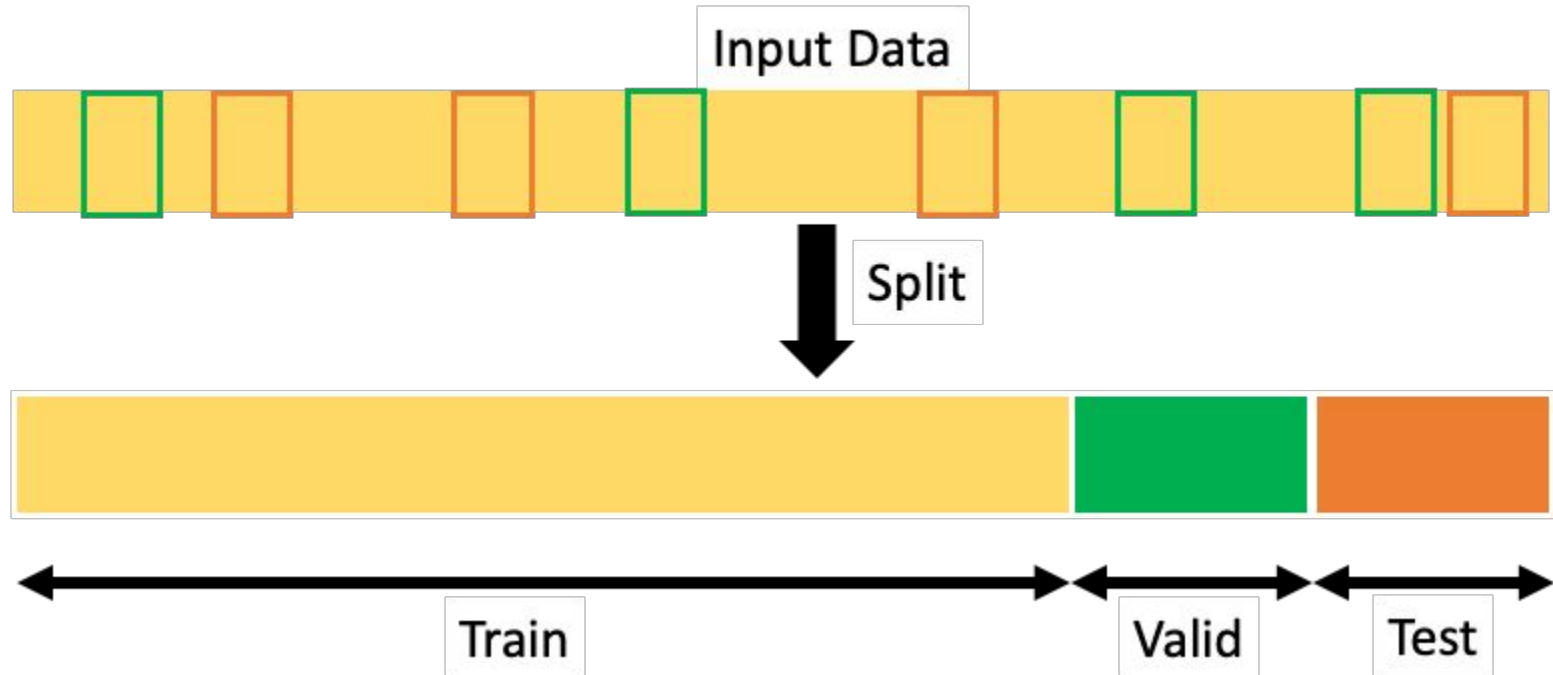 Input Data
Split
Train
Valid
Test